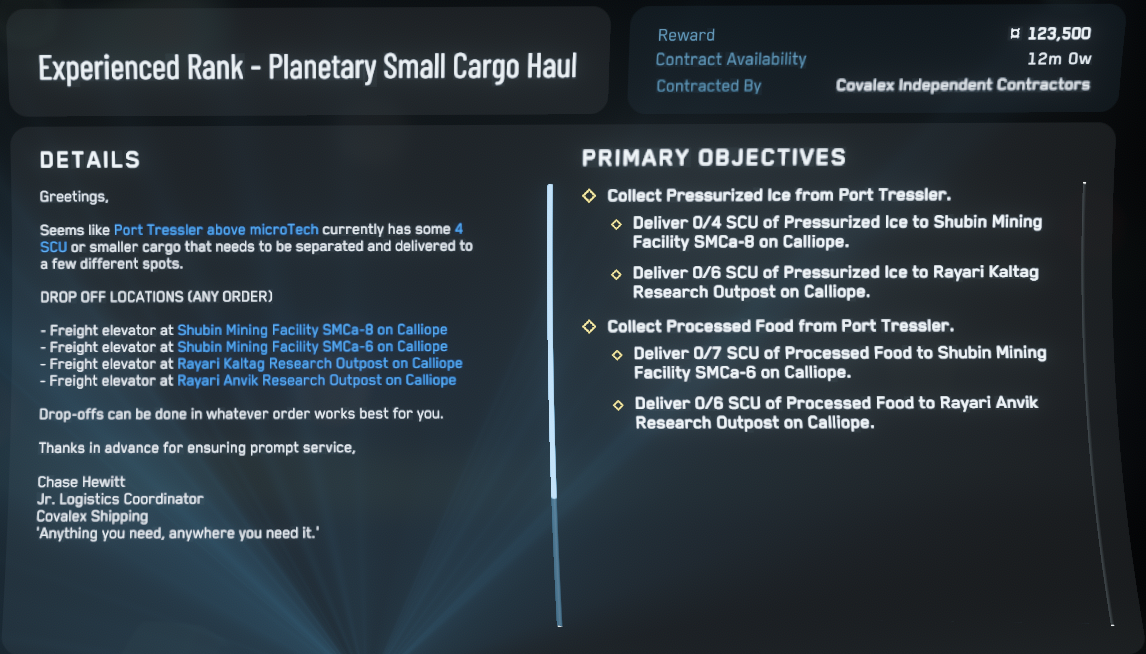 Experienced Rank - Planetary Small Cargo Haul
Reward ¤ 123,500
Contract Availability 12m 0w
Contracted By Covalex Independent Contractors
DETAILS
Greetings,
Seems like Port Tressler above microTech currently has some 4
SCU or smaller cargo that needs to be separated and delivered to
a few different spots.
DROP OFF LOCATIONS (ANY ORDER)
- Freight elevator at Shubin Mining Facility SMCa-8 on Calliope
- Freight elevator at Shubin Mining Facility SMCa-6 on Calliope
- Freight elevator at Rayari Kaltag Research Outpost on Calliope
- Freight elevator at Rayari Anvik Research Outpost on Calliope
Drop-offs can be done in whatever order works best for you.
Thanks in advance for ensuring prompt service,
Chase Hewitt
Jr. Logistics Coordinator
Covalex Shipping
'Anything you need, anywhere you need it.'
PRIMARY OBJECTIVES
Collect Pressurized Ice from Port Tressler.
Deliver 0/4 SCU of Pressurized Ice to Shubin Mining
Facility SMCa-8 on Calliope.
Deliver 0/6 SCU of Pressurized Ice to Rayari Kaltag
Research Outpost on Calliope.
Collect Processed Food from Port Tressler.
Deliver 0/7 SCU of Processed Food to Shubin Mining
Facility SMCa-6 on Calliope.
Deliver 0/6 SCU of Processed Food to Rayari Anvik
Research Outpost on Calliope.